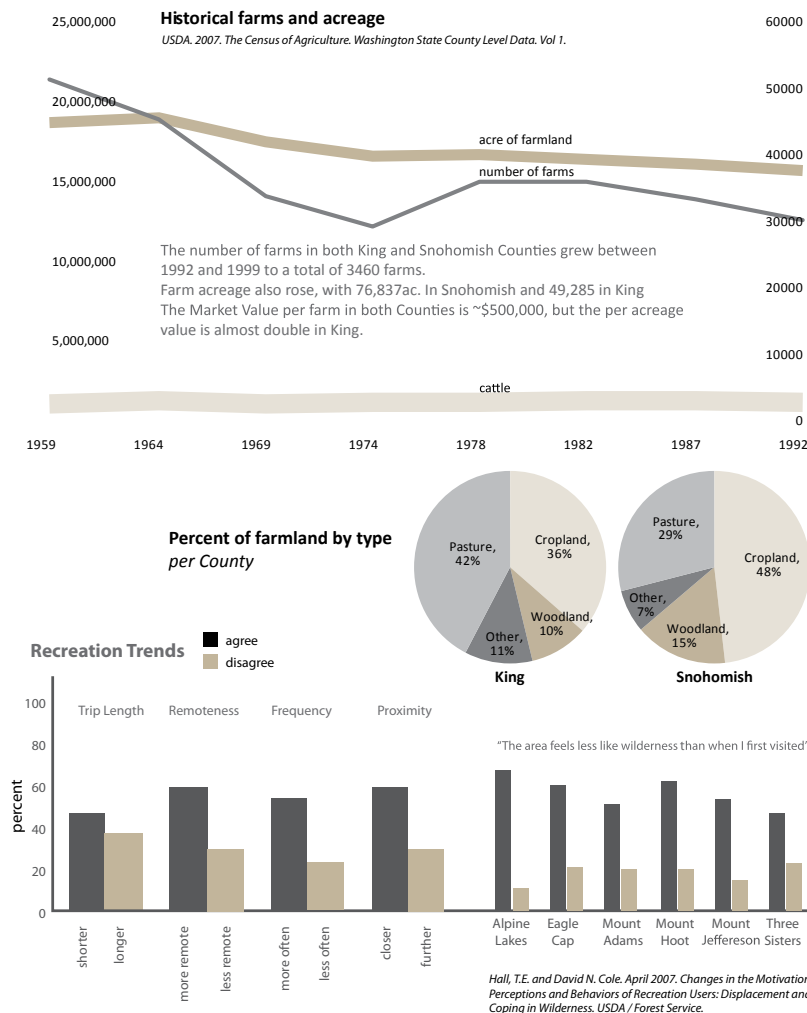 Historical farms and acreage
USDA. 2007. The Census of Agriculture. Washington State County Level Data. Vol 1.
25,000,000
20,000,000
15,000,000
10,000,000
5,000,000
60000
50000
40000
30000
20000
10000
0
acre of farmland
number of farms
The number of farms in both King and Snohomish Counties grew between
1992 and 1999 to a total of 3460 farms.
Farm acreage also rose, with 76,837ac. In Snohomish and 49,285 in King
The Market Value per farm in both Counties is ~$500,000, but the per acreage
value is almost double in King.
cattle
1959 1964 1969 1974 1978 1982 1987 1992
Percent of farmland by type
per County
Pasture,
42%
Cropland,
36%
Woodland,
10%
Other,
11%
King
Pasture,
29%
Cropland,
48%
Other,
7%
Woodland,
15%
Snohomish
Recreation Trends
agree
disagree
percent
100
80
60
40
20
0
Trip Length Remoteness Frequency Proximity
"The area feels less like wilderness than when I first visited"
shorter
longer
more remote
less remote
more often
less often
closer
further
Alpine
Lakes
Eagle
Cap
Mount
Adams
Mount
Hoot
Mount
Jeffereson
Three
Sisters
Hall, T.E. and David N. Cole. April 2007. Changes in the Motivation
Perceptions and Behaviors of Recreation Users: Displacement and
Coping in Wilderness. USDA / Forest Service.